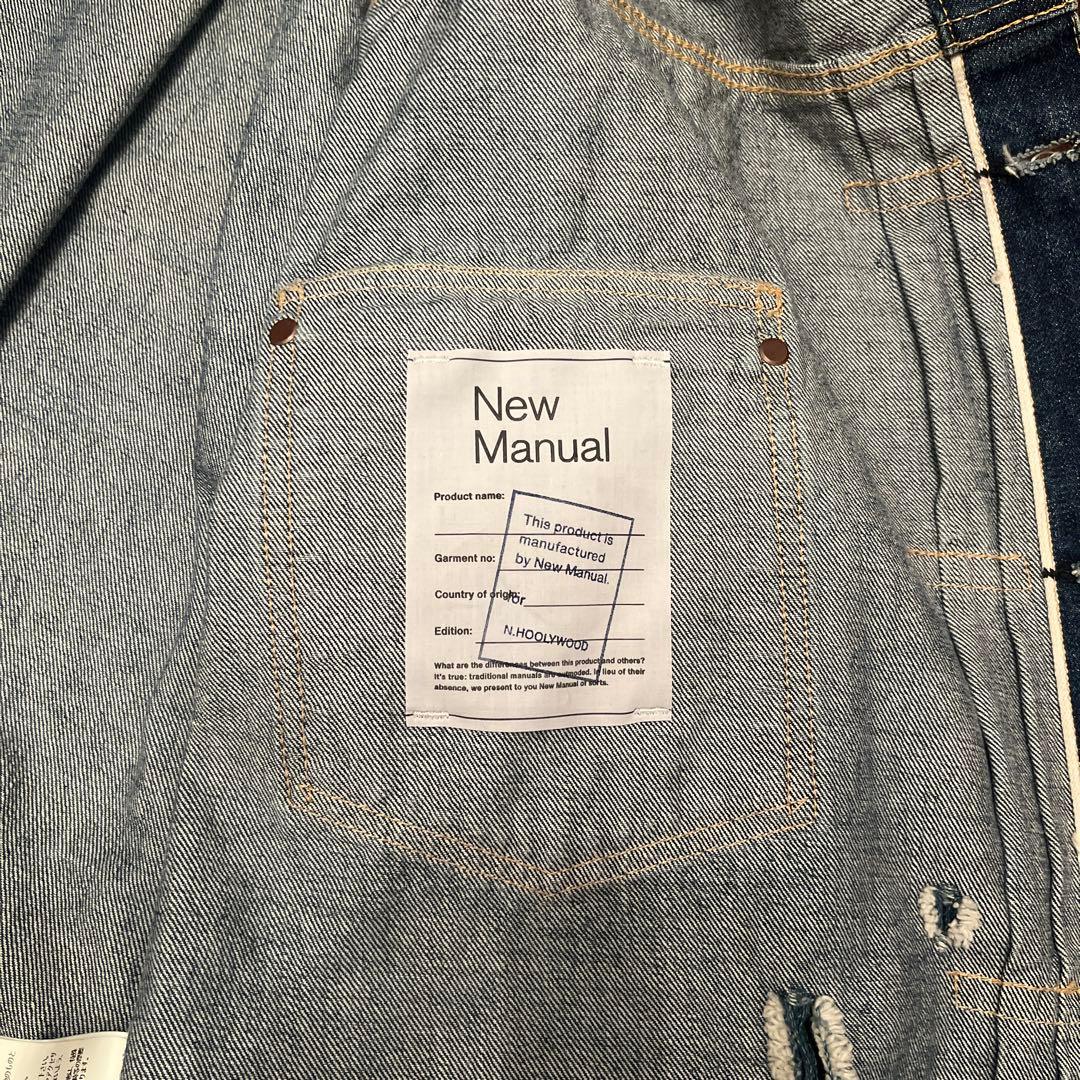 New
Manual
Product name:
This product is
manufactured
by New Manual.
Garment no:
Country of origin:
for
Edition:
N.HOOLYWOOD
What are the differences between this product and others?
It's true: traditional manuals are outmoded. In lieu of their
absence, we present to you New Manual of sorts.